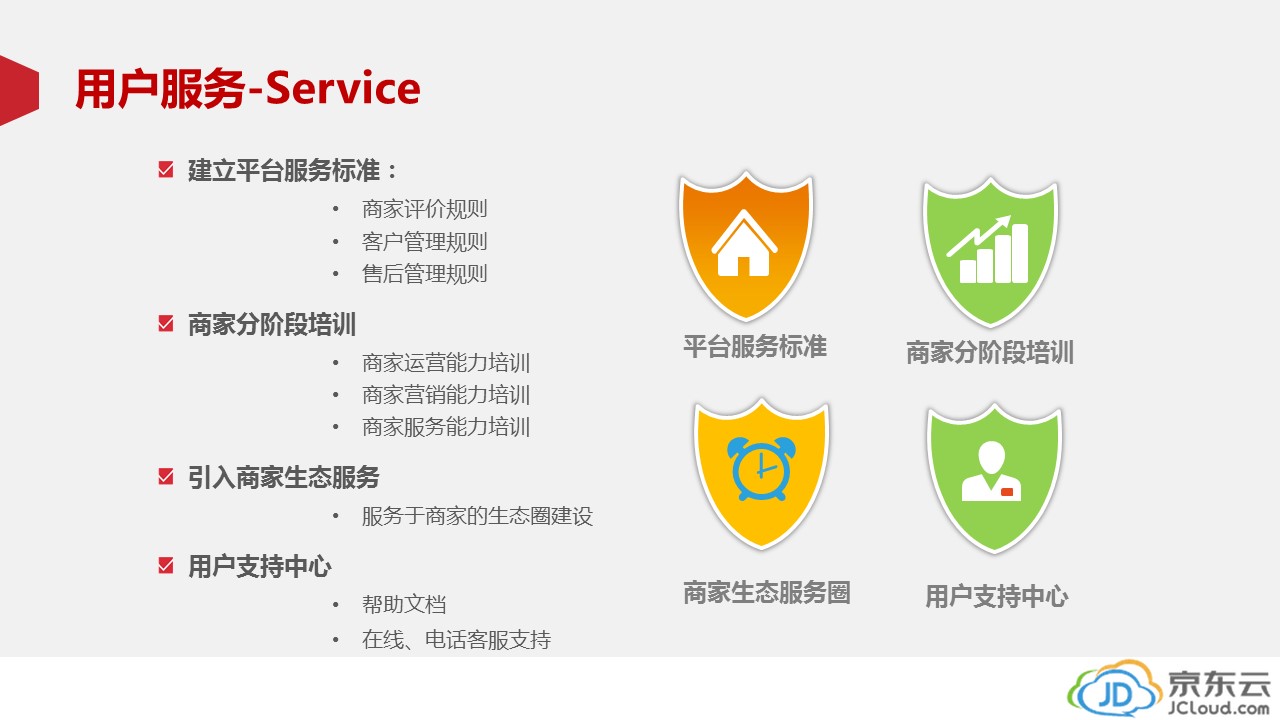 用户服务-Service
建立平台服务标准：
• 商家评价规则
• 客户管理规则
• 售后管理规则
商家分阶段培训
• 商家运营能力培训
• 商家营销能力培训
• 商家服务能力培训
引入商家生态服务
• 服务于商家的生态圈建设
用户支持中心
• 帮助文档
• 在线、电话客服支持
平台服务标准
商家分阶段培训
商家生态服务圈
用户支持中心
JD
京东云
JCloud.com